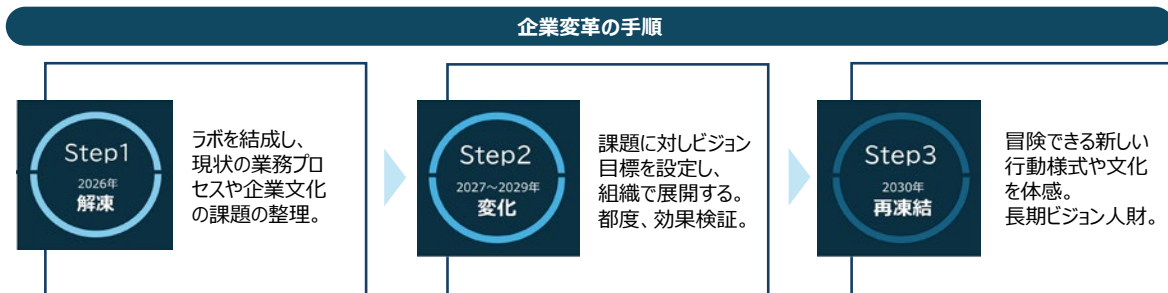 企業変革の手順
Step1
2026年
解凍
ラボを結成し、
現状の業務プロ
セスや企業文化
の課題の整理。
Step2
2027～2029年
変化
課題に対しビジョン
目標を設定し、
組織で展開する。
都度、効果検証。
Step3
2030年
再凍結
冒険できる新しい
行動様式や文化
を体感。
長期ビジョン人財。